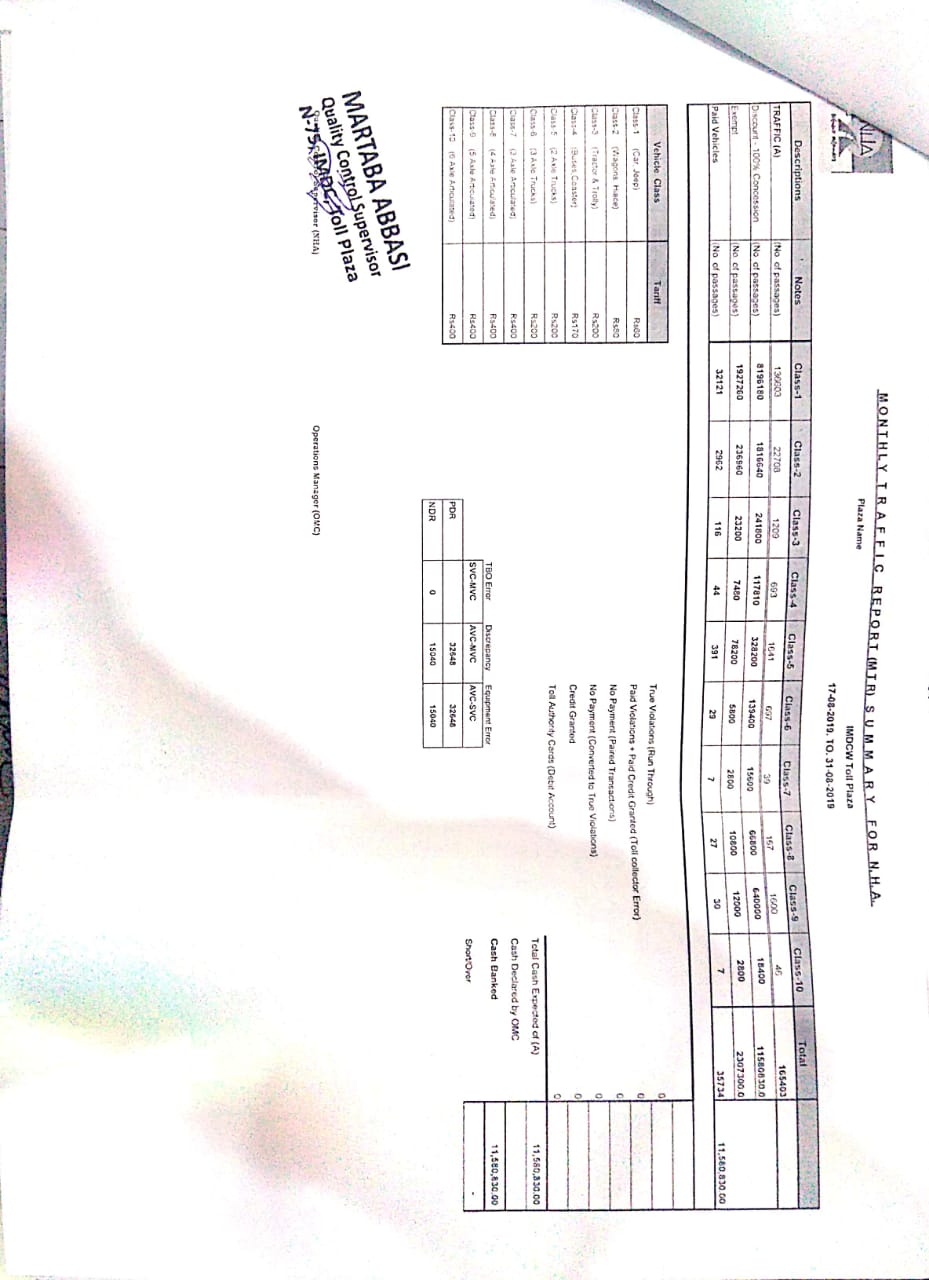 NHA
MONTHLY TRAFFIC REPORT (MTR) SUMMARY FOR N.H.A.
Plaza Name IMDCW Toll Plaza
17-08-2019. TO. 31-08-2019
Descriptions Notes Class-1 Class-2 Class-3 Class-4 Class-5 Class-6 Class-7 Class-8 Class-9 Class-10 Total
TRAFFIC (A) (No of passages) 136603 22708 1209 693 1641 697 39 167 1600 46 165403
Discount - 100% Concession (No. of passages) 8196180 1816640 241800 117810 328200 139400 15600 66800 640000 18400 11580830.0
Exempt (No. of passages) 1927260 236960 23200 7480 78200 5800 2800 10800 12000 2800 2307300.0
Paid Vehicles (No of passages) 32121 2962 116 44 391 29 7 27 30 7 35734 11,580,830.00
Vehicle Class Tariff
Class-1 (Car, Jeep) Rs60
Class-2 (Wagons, Hiace) Rs80
Class-3 (Tractor & Trolly) Rs200
Class-4 (Buses, Coaster) Rs170
Class-5 (2 Axle Trucks) Rs200
Class-6 (3 Axle Trucks) Rs200
Class-7 (3 Axle Articulated) Rs400
Class-8 (4 Axle Articulated) Rs400
Class-9 (5 Axle Articulated) Rs400
Class-10 (6 Axle Articulated) Rs400
True Violations (Run Through) 0
Paid Violations + Paid Credit Granted (Toll collector Error) 0
No Payment (Paired Transactions) 0
No Payment (Converted to True Violations) 0
Credit Granted 0
Toll Authority Cards (Debit Account) 0
Total Cash Expected of (A) 11,580,830.00
Cash Declared by OMC
Cash Banked 11,580,830.00
Short/Over -
TBO Error Discrepancy Equipment Error
SVC-MVC AVC-MVC AVC-SVC
PDR 32648 32648
NDR 0 15040 15040
MARTABA ABBASI
Quality Control Supervisor
N-75, IMDC, Toll Plaza
(NHA)
Operations Manager (OMC)